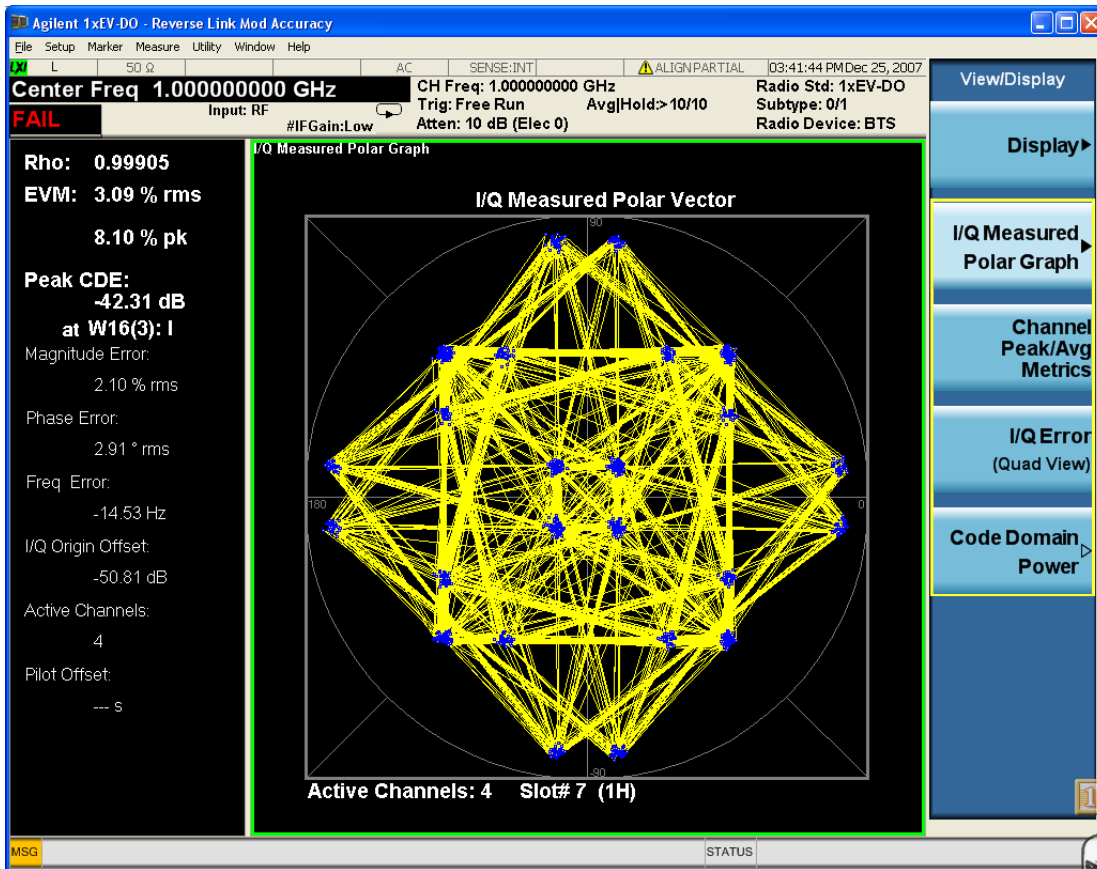 Agilent 1xEV-DO - Reverse Link Mod Accuracy
File Setup Marker Measure Utility Window Help
LXI L 50 Ω AC SENSE:INT ALIGN PARTIAL 03:41:44 PM Dec 25, 2007
Center Freq 1.000000000 GHz
CH Freq: 1.000000000 GHz
Radio Std: 1xEV-DO
Input: RF
Trig: Free Run Avg|Hold:>10/10
Subtype: 0/1
FAIL
#IFGain:Low
Atten: 10 dB (Elec 0)
Radio Device: BTS
Rho: 0.99905
EVM: 3.09 % rms
8.10 % pk
Peak CDE:
-42.31 dB
at W16(3): I
Magnitude Error:
2.10 % rms
Phase Error:
2.91 ° rms
Freq Error:
-14.53 Hz
I/Q Origin Offset:
-50.81 dB
Active Channels:
4
Pilot Offset:
--- s
I/Q Measured Polar Graph
I/Q Measured Polar Vector
90
180
0
-90
Active Channels: 4 Slot# 7 (1H)
View/Display
Display
I/Q Measured
Polar Graph
Channel
Peak/Avg
Metrics
I/Q Error
(Quad View)
Code Domain
Power
1
MSG
STATUS